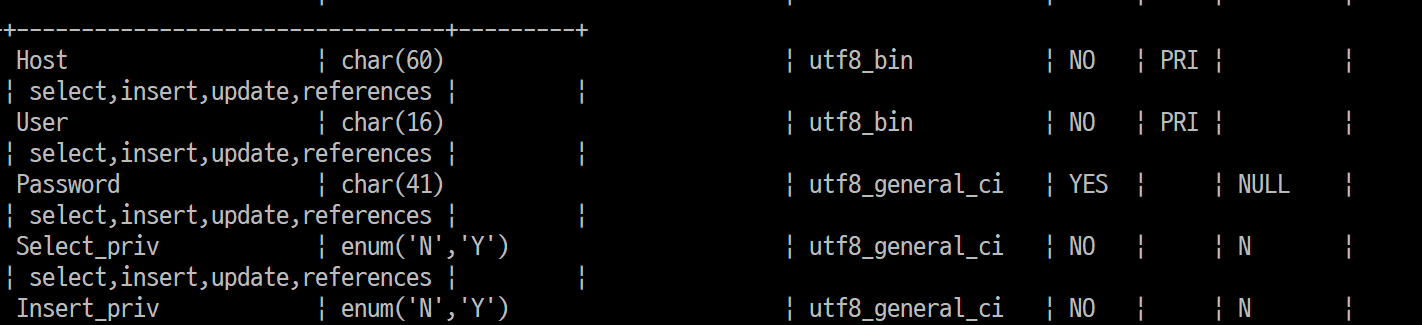 -+---------------------------------+---------+
Host ¦ char(60) ¦ utf8_bin ¦ NO ¦ PRI ¦ ¦
¦ select,insert,update,references ¦ ¦
User ¦ char(16) ¦ utf8_bin ¦ NO ¦ PRI ¦ ¦
¦ select,insert,update,references ¦ ¦
Password ¦ char(41) ¦ utf8_general_ci ¦ YES ¦ ¦ NULL ¦
¦ select,insert,update,references ¦ ¦
Select_priv ¦ enum('N','Y') ¦ utf8_general_ci ¦ NO ¦ ¦ N ¦
¦ select,insert,update,references ¦ ¦
Insert_priv ¦ enum('N','Y') ¦ utf8_general_ci ¦ NO ¦ ¦ N ¦